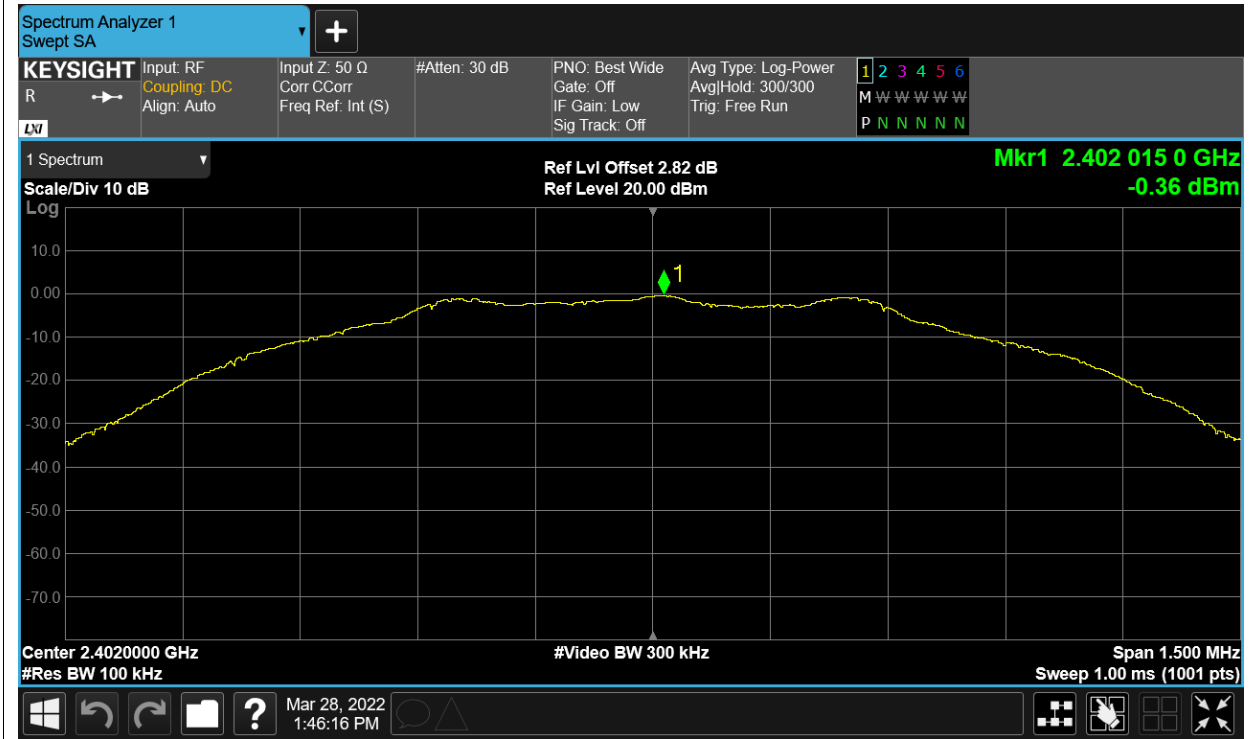 Spectrum Analyzer 1
Swept SA
KEYSIGHT
R
LXI
Input: RF
Coupling: DC
Align: Auto
Input Z: 50 Ω
Corr CCorr
Freq Ref: Int (S)
#Atten: 30 dB
PNO: Best Wide
Gate: Off
IF Gain: Low
Sig Track: Off
Avg Type: Log-Power
Avg|Hold: 300/300
Trig: Free Run
1 2 3 4 5 6
M W W W W W W
P N N N N N N
1 Spectrum
Scale/Div 10 dB
Log
Ref Lvl Offset 2.82 dB
Ref Level 20.00 dBm
Mkr1 2.402 015 0 GHz
-0.36 dBm
10.0
0.00
-10.0
-20.0
-30.0
-40.0
-50.0
-60.0
-70.0
1
Center 2.4020000 GHz
#Res BW 100 kHz
#Video BW 300 kHz
Span 1.500 MHz
Sweep 1.00 ms (1001 pts)
?
Mar 28, 2022
1:46:16 PM